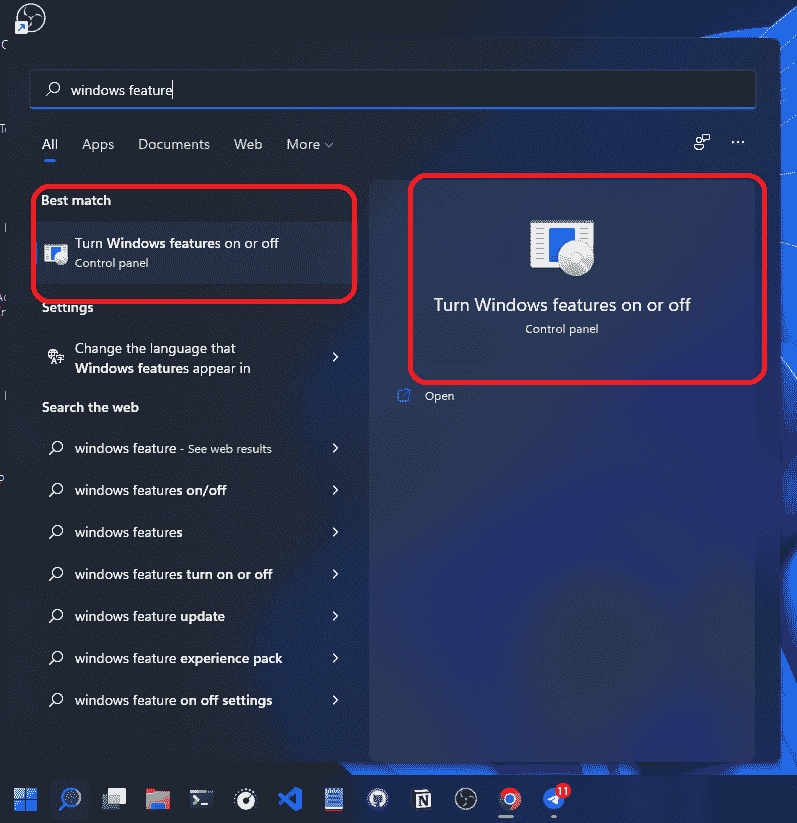 windows feature
All Apps Documents Web More
Best match
Turn Windows features on or off
Control panel
Settings
Change the language that
Windows features appear in
Search the web
windows feature - See web results
windows features on/off
windows features
windows features turn on or off
windows feature update
windows feature experience pack
windows feature on off settings
Turn Windows features on or off
Control panel
Open
11